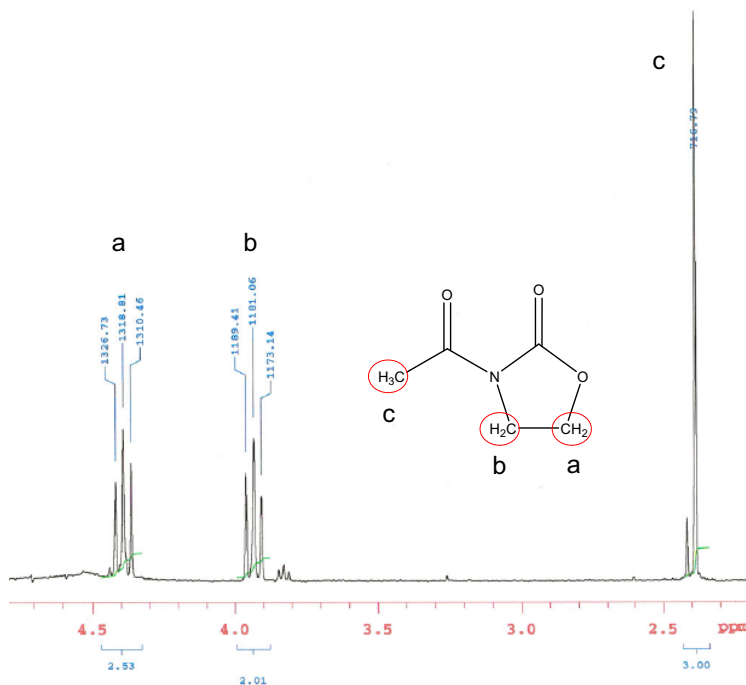 c
716.79
a
b
1326.73
1318.81
1310.46
1189.41
1181.06
1173.14
O
O
H₃C
N
O
c
H₂C
CH₂
b
a
4.5
4.0
3.5
3.0
2.5
ppm
2.53
2.01
3.00